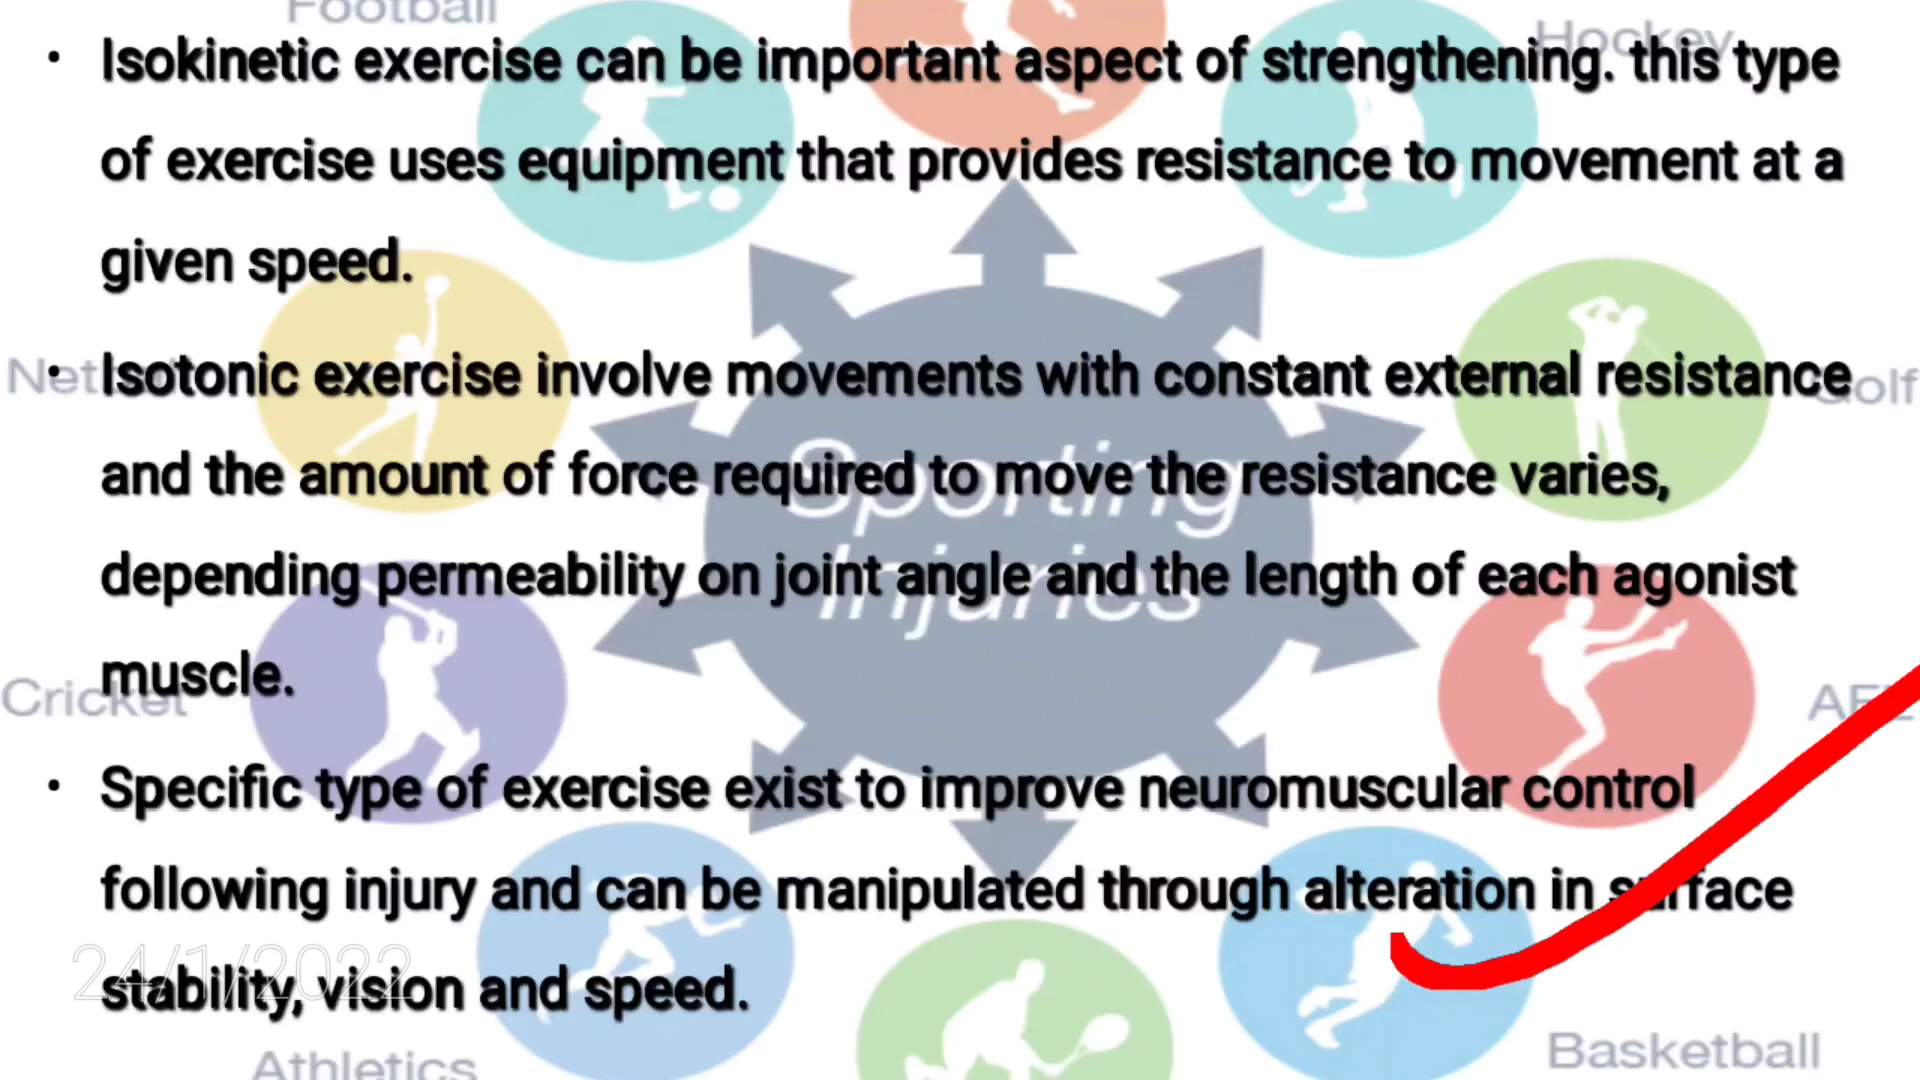 Football
Hockey
• Isokinetic exercise can be important aspect of strengthening. this type
of exercise uses equipment that provides resistance to movement at a
given speed.
• Isotonic exercise involve movements with constant external resistance
Golf
and the amount of force required to move the resistance varies,
Sporting
depending permeability on joint angle and the length of each agonist
Injuries
muscle.
Cricket
• Specific type of exercise exist to improve neuromuscular control
following injury and can be manipulated through alteration in surface
24/1/2022
stability, vision and speed.
Athletics
Basketball